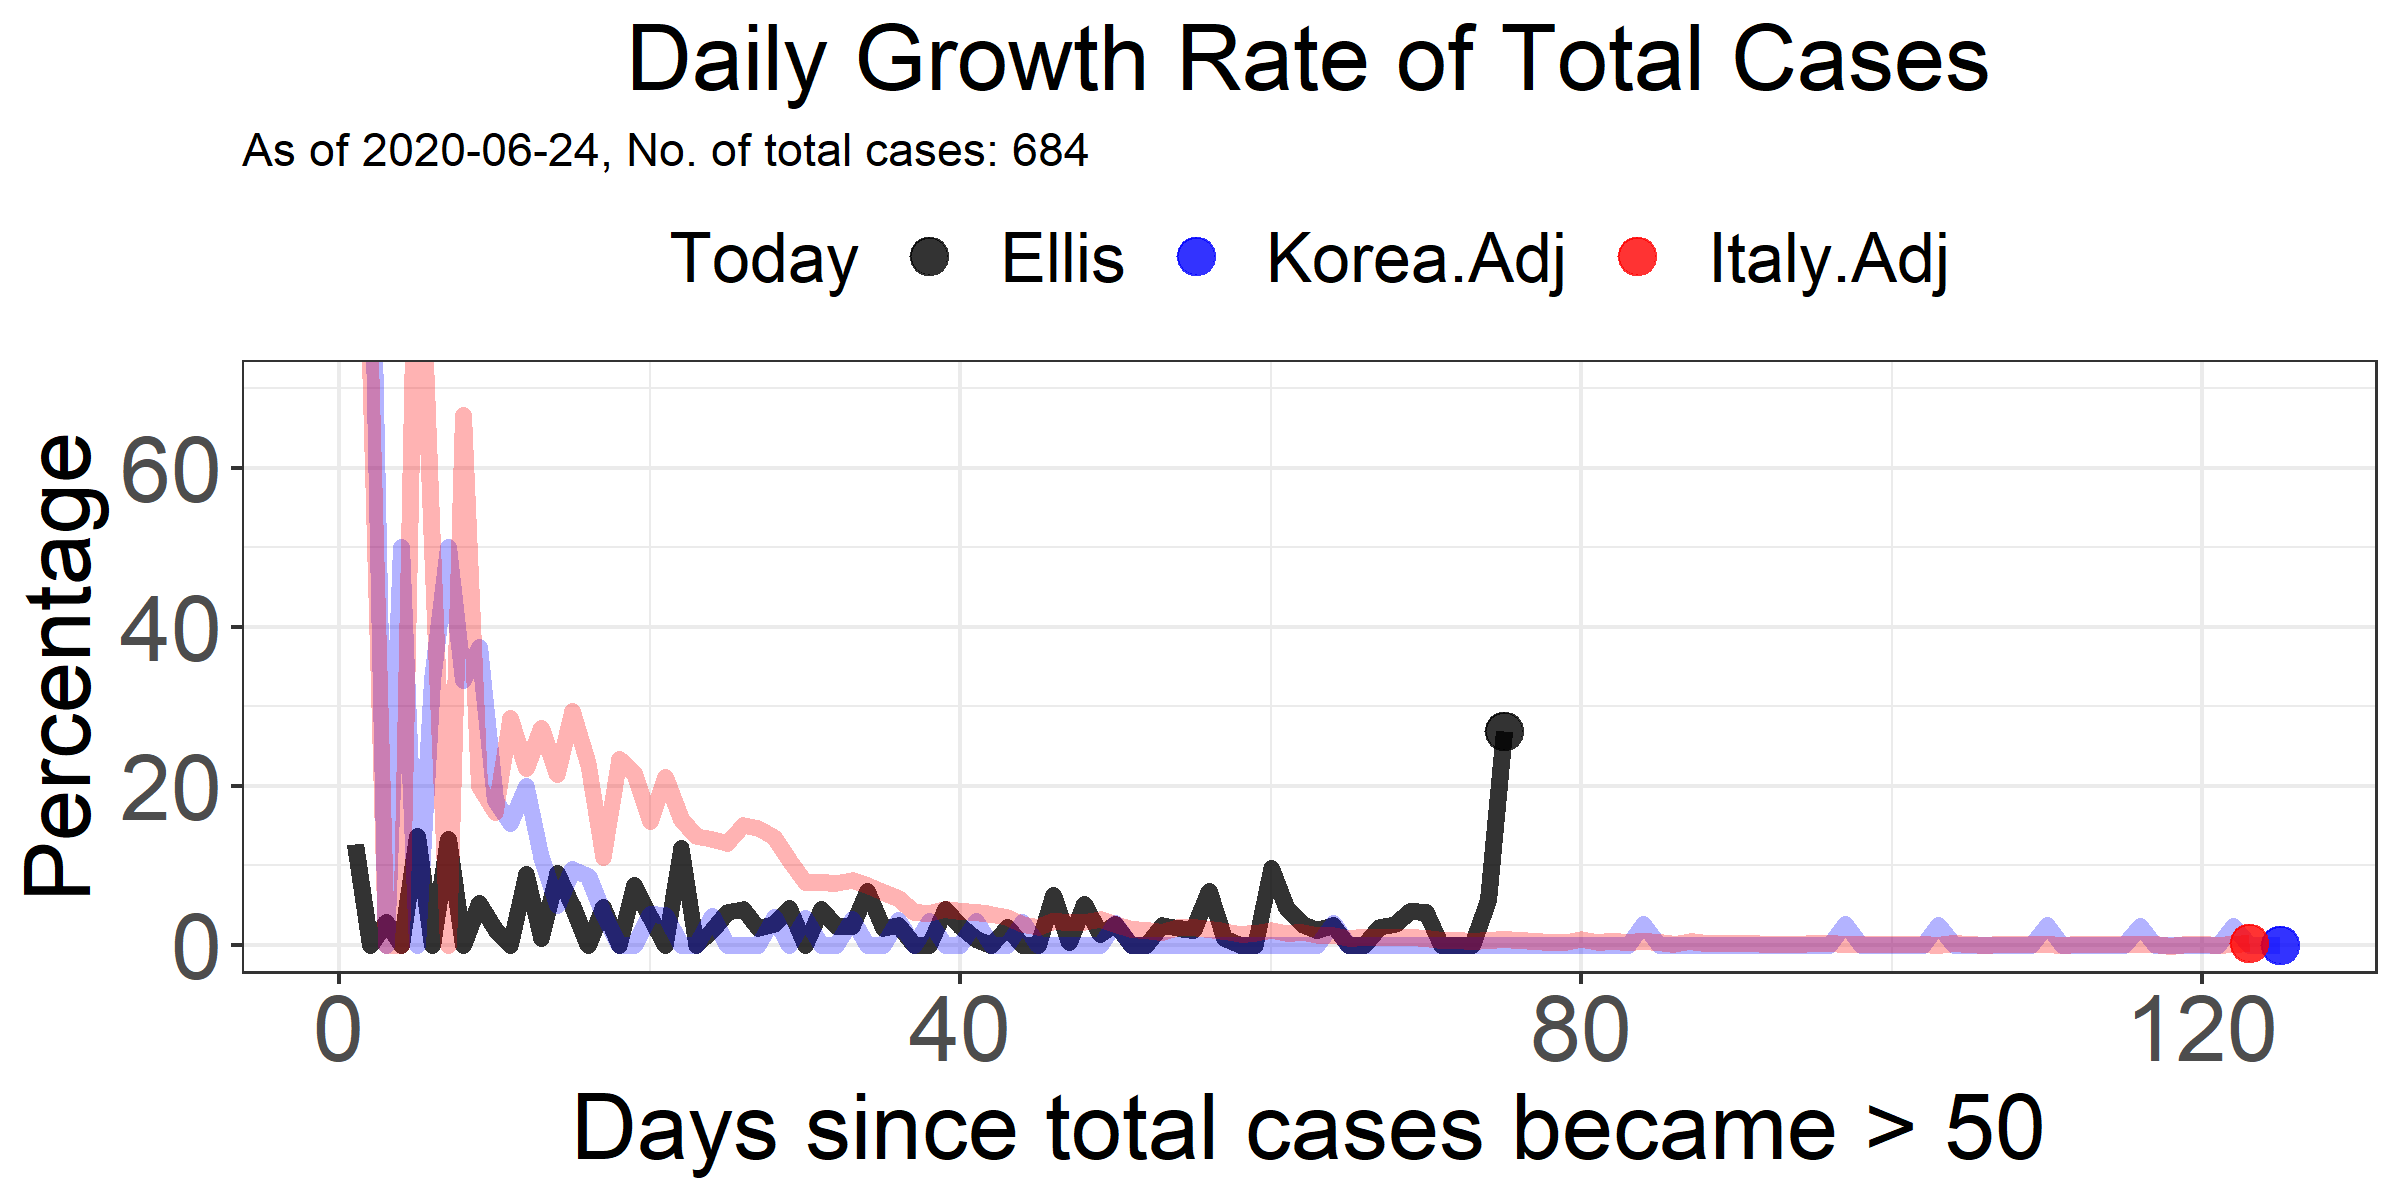 Daily Growth Rate of Total Cases
As of 2020-06-24, No. of total cases: 684
Today Ellis Korea.Adj Italy.Adj
Percentage
60
40
20
0
0 40 80 120
Days since total cases became > 50